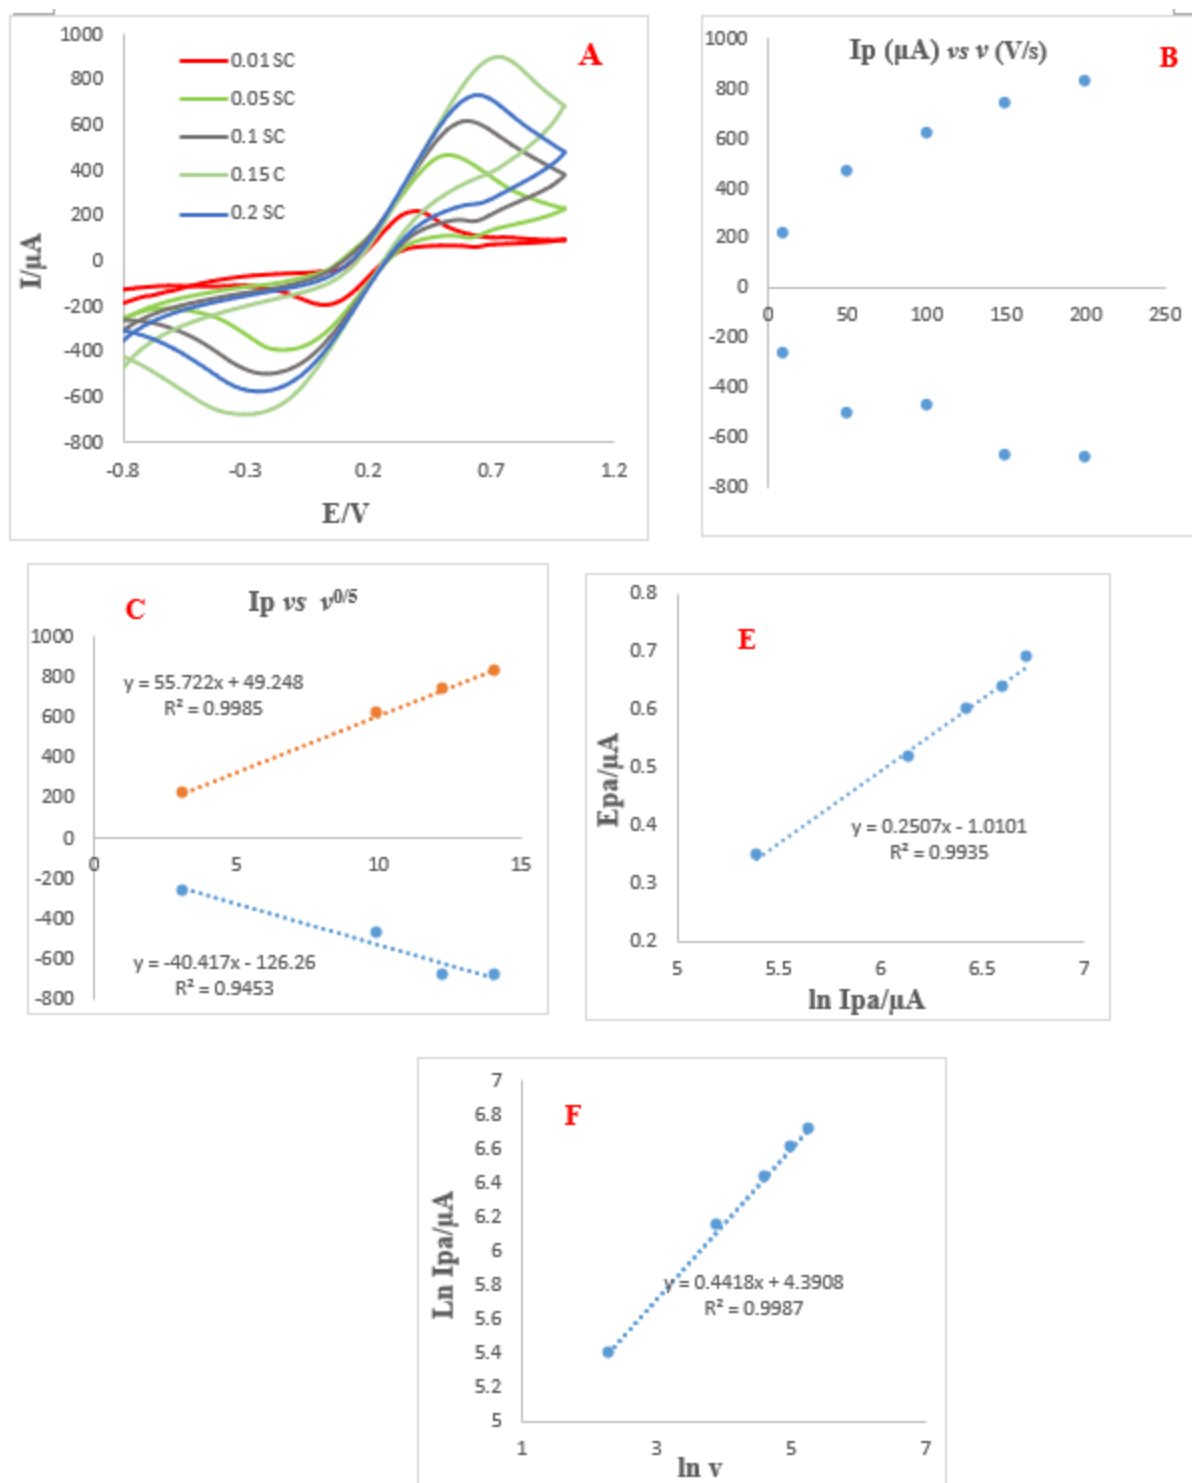 A
1000
800
600
400
200
0
-200
-400
-600
-800
0.01 SC
0.05 SC
0.1 SC
0.15 C
0.2 SC
I/µA
-0.8 -0.3 0.2 0.7 1.2
E/V
Ip (µA) vs v (V/s)
B
1000
800
600
400
200
0
-200
-400
-600
-800
0 50 100 150 200 250
C
Ip vs v0/5
1000
800
600
400
200
0
-200
-400
-600
-800
y = 55.722x + 49.248
R² = 0.9985
0 5 10 15
y = -40.417x - 126.26
R² = 0.9453
E
0.8
0.7
0.6
0.5
0.4
0.3
0.2
Epa/µA
y = 0.2507x - 1.0101
R² = 0.9935
5 5.5 6 6.5 7
ln Ipa/µA
F
7
6.8
6.6
6.4
6.2
6
5.8
5.6
5.4
5.2
5
Ln Ipa/µA
y = 0.4418x + 4.3908
R² = 0.9987
1 3 5 7
ln v